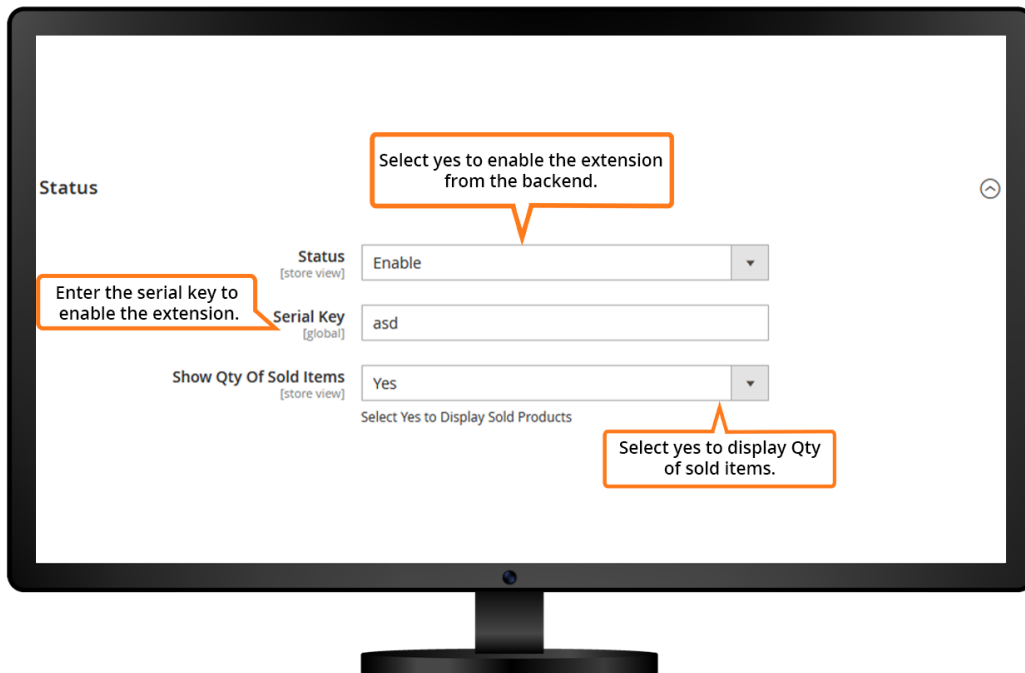 Select yes to enable the extension
from the backend.
Status
Status
[store view]
Enable
Enter the serial key to
enable the extension.
Serial Key
[global]
asd
Show Qty Of Sold Items
[store view]
Yes
Select Yes to Display Sold Products
Select yes to display Qty
of sold items.